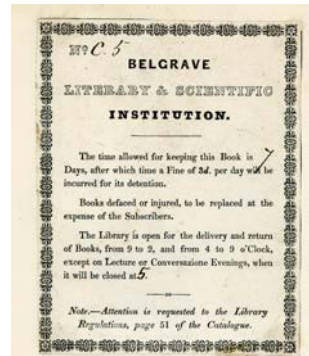 No C. 5
BELGRAVE
LITERARY & SCIENTIFIC
INSTITUTION.
The time allowed for keeping this Book is 7
Days, after which time a Fine of 2d. per day will be
incurred for its detention.
Books defaced or injured, to be replaced at the
expense of the Subscribers.
The Library is open for the delivery and return
of Books, from 9 to 2, and from 4 to 9 o'Clock,
except on Lecture or Conversazione Evenings, when
it will be closed at 5.
Note.—Attention is requested to the Library
Regulations, page 51 of the Catalogue.